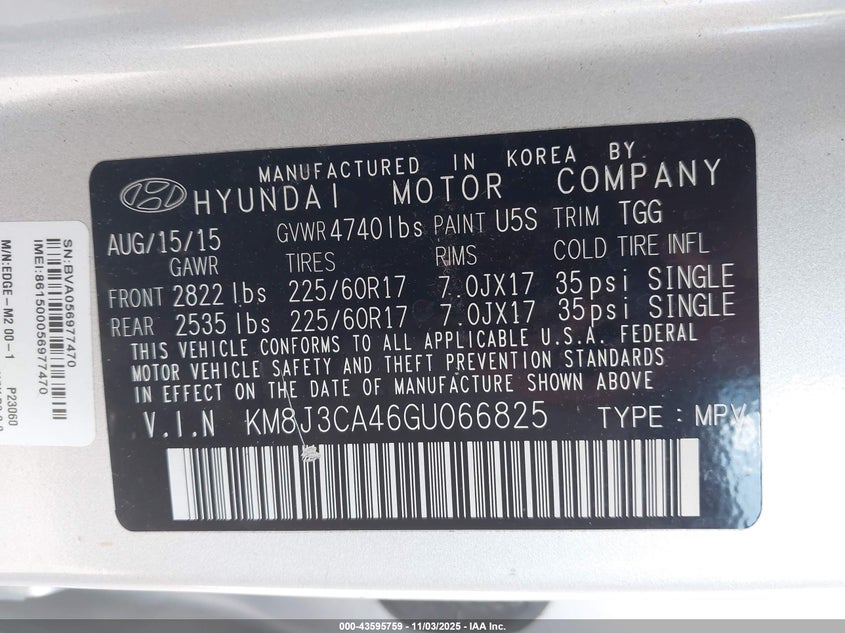 MANUFACTURED IN KOREA BY
HYUNDAI MOTOR COMPANY
AUG/15/15 GVWR 4740lbs PAINT U5S TRIM TGG
GAWR TIRES RIMS COLD TIRE INFL
FRONT 2822 lbs 225/60R17 7.0JX17 35psi SINGLE
REAR 2535 lbs 225/60R17 7.0JX17 35psi SINGLE
THIS VEHICLE CONFORMS TO ALL APPLICABLE U.S.A. FEDERAL
MOTOR VEHICLE SAFETY AND THEFT PREVENTION STANDARDS
IN EFFECT ON THE DATE OF MANUFACTURE SHOWN ABOVE
V.I.N KM8J3CA46GU066825 TYPE : MPV
SN:BVA056977470
IMEI:861500056977470
M/N:EDGE-M2 00-1 P23060
000-43595759 - 11/03/2025 - IAA Inc.